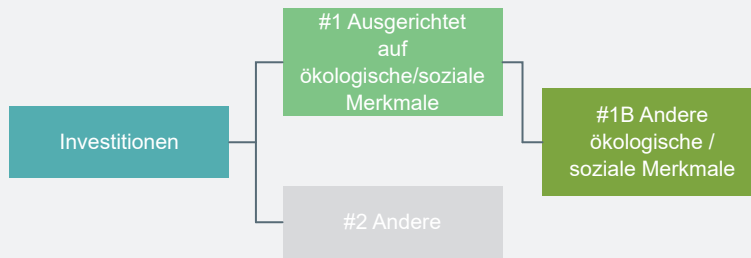 #1 Ausgerichtet
auf
ökologische/soziale
Merkmale
Investitionen
#1B Andere
ökologische /
soziale Merkmale
#2 Andere